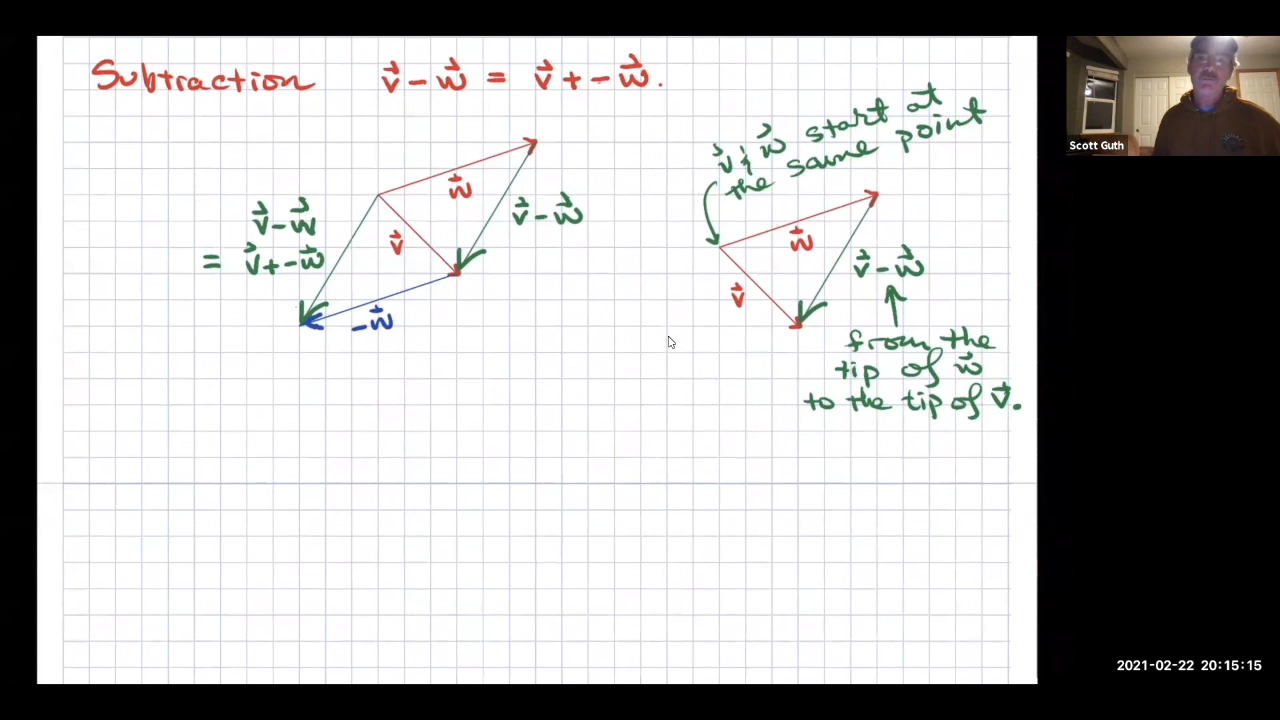 Subtraction v⃗ - w⃗ = v⃗ + -w⃗.
v⃗ & w⃗ start at
the same point
w⃗
v⃗
v⃗ - w⃗
v⃗ - w⃗
= v⃗ + -w⃗
-w⃗
w⃗
v⃗
v⃗ - w⃗
from the
tip of w⃗
to the tip of v⃗.
Scott Guth
2021-02-22 20:15:15